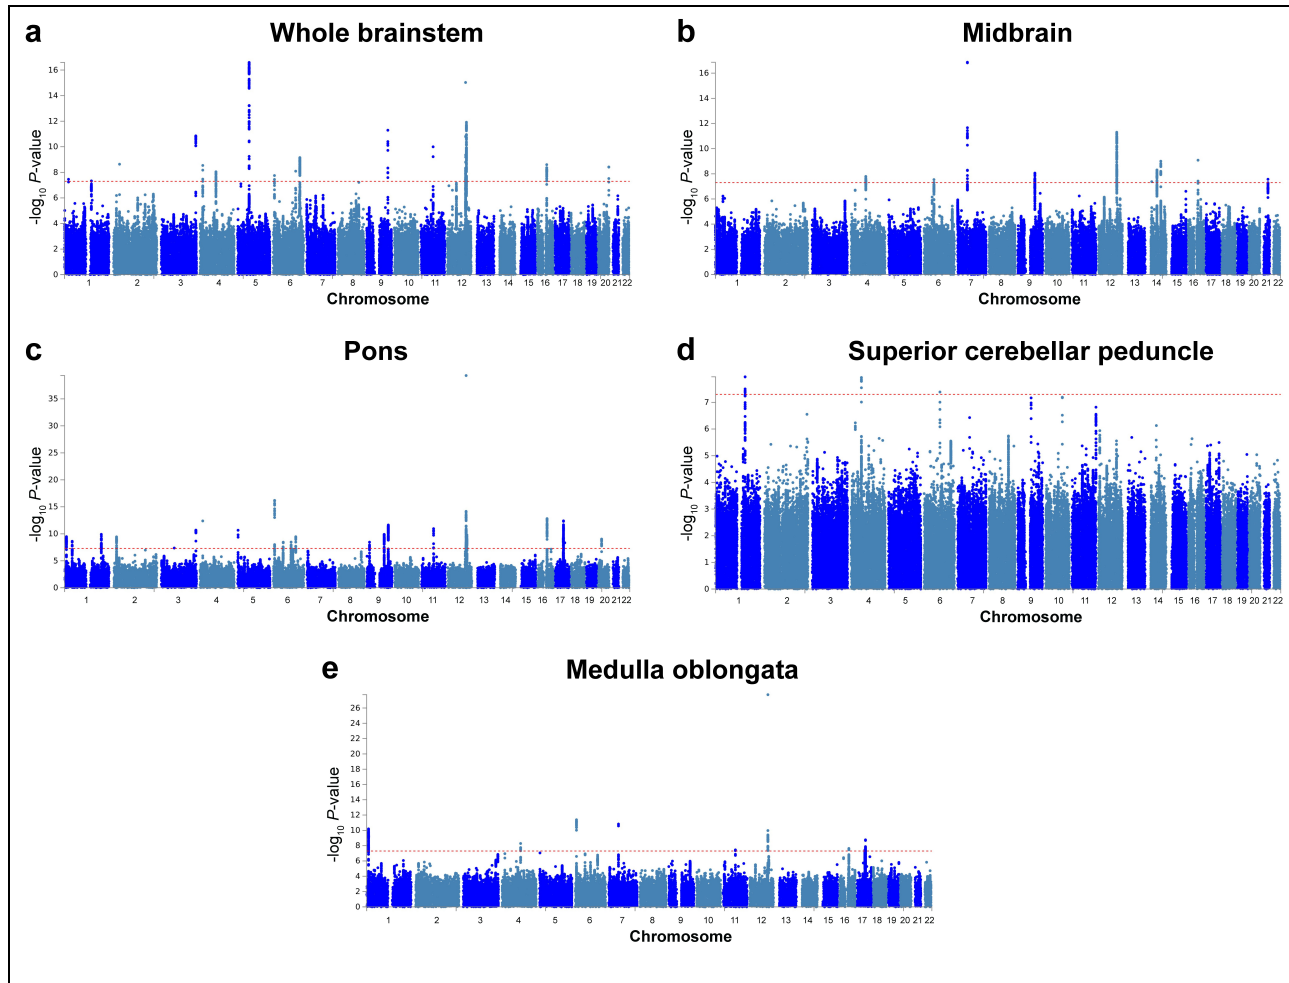 a Whole brainstem
16
14
12
10
8
6
4
2
0
-log10 P-value
1 2 3 4 5 6 7 8 9 10 11 12 13 14 15 16 17 18 19 20 21 22
Chromosome
b Midbrain
16
14
12
10
8
6
4
2
0
-log10 P-value
1 2 3 4 5 6 7 8 9 10 11 12 13 14 15 16 17 18 19 20 21 22
Chromosome
c Pons
35
30
25
20
15
10
5
0
-log10 P-value
1 2 3 4 5 6 7 8 9 10 11 12 13 14 15 16 17 18 19 20 21 22
Chromosome
d Superior cerebellar peduncle
7
6
5
4
3
2
1
0
-log10 P-value
1 2 3 4 5 6 7 8 9 10 11 12 13 14 15 16 17 18 19 20 21 22
Chromosome
e Medulla oblongata
26
24
22
20
18
16
14
12
10
8
6
4
2
0
-log10 P-value
1 2 3 4 5 6 7 8 9 10 11 12 13 14 15 16 17 18 19 20 21 22
Chromosome